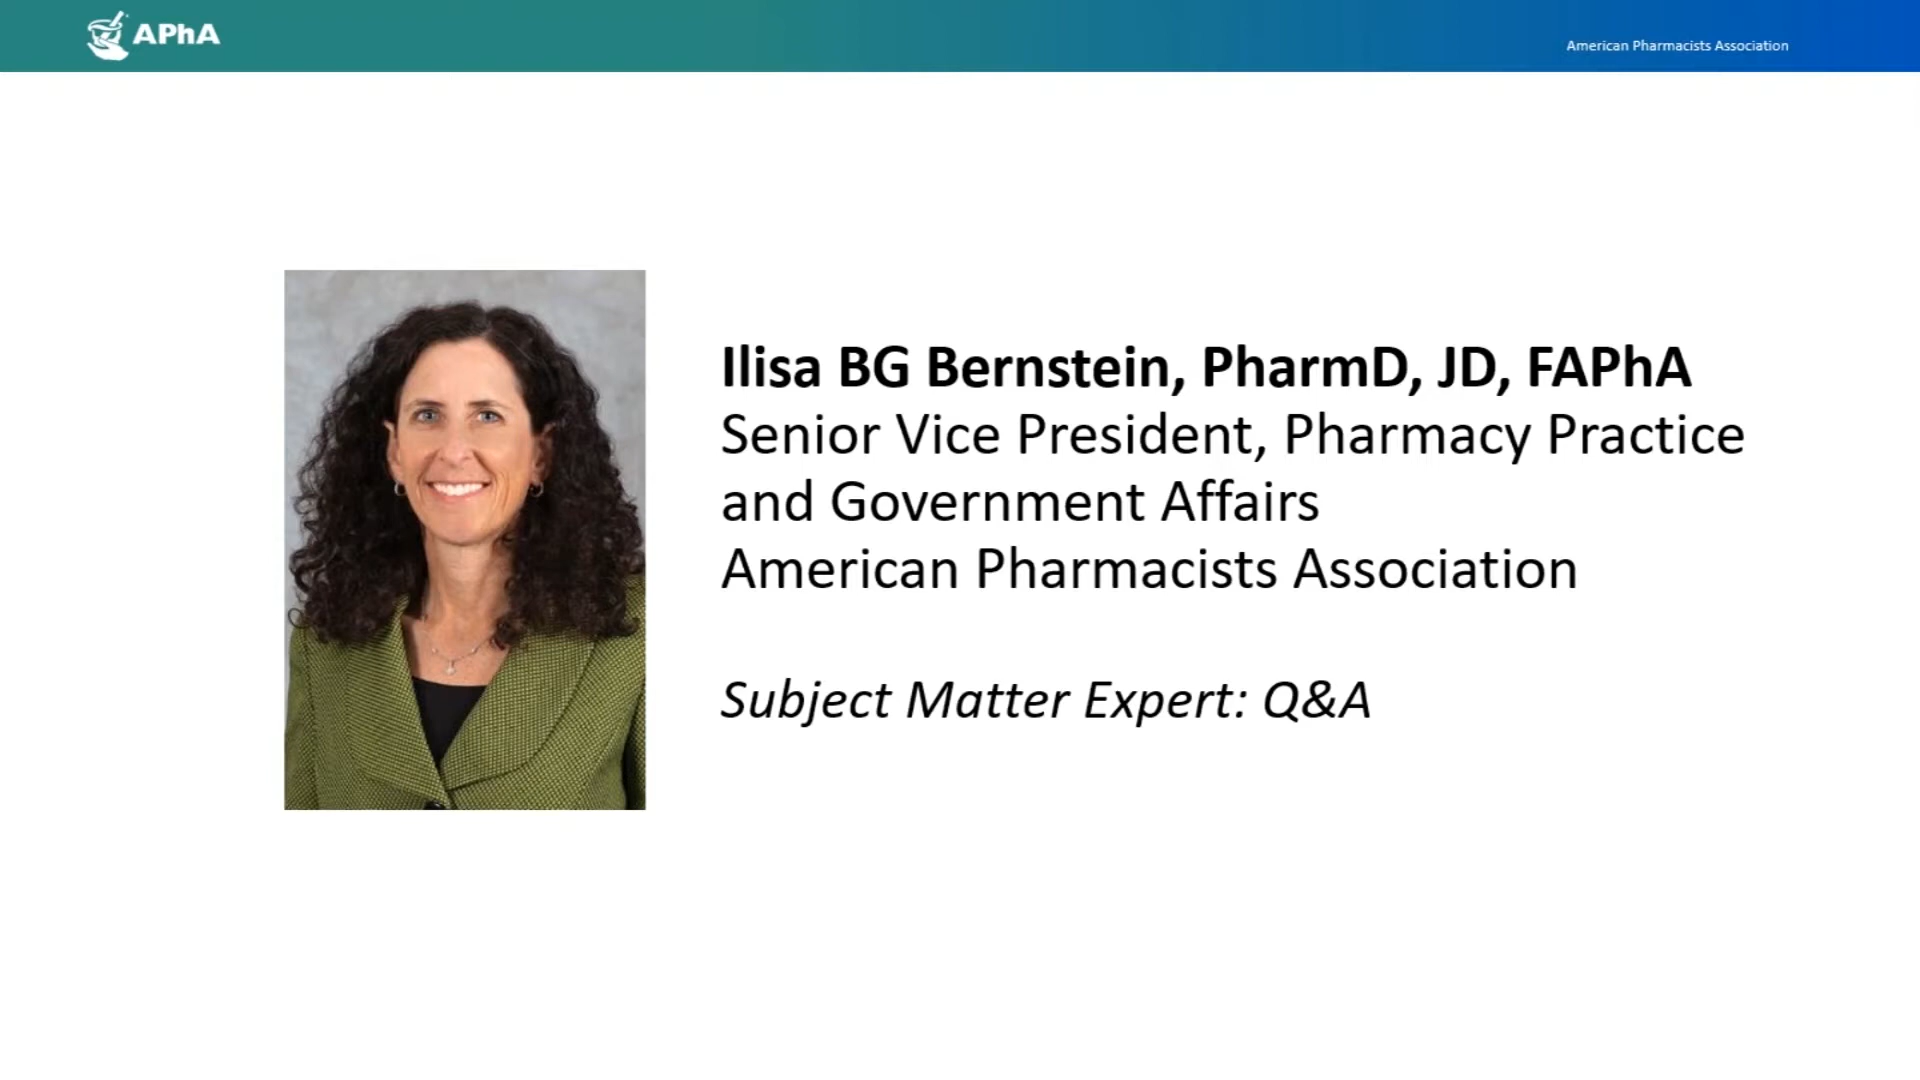 APhA
American Pharmacists Association
Ilisa BG Bernstein, PharmD, JD, FAPhA
Senior Vice President, Pharmacy Practice
and Government Affairs
American Pharmacists Association
Subject Matter Expert: Q&A